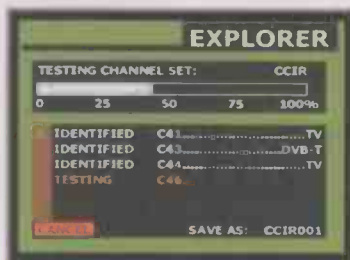 EXPLORER
TESTING CHANNEL SET: CCIR
0 25 50 75 100%
IDENTIFIED C41 TV
IDENTIFIED C43 DVB-T
IDENTIFIED C44 TV
TESTING C46
CANCEL SAVE AS: CCIR001